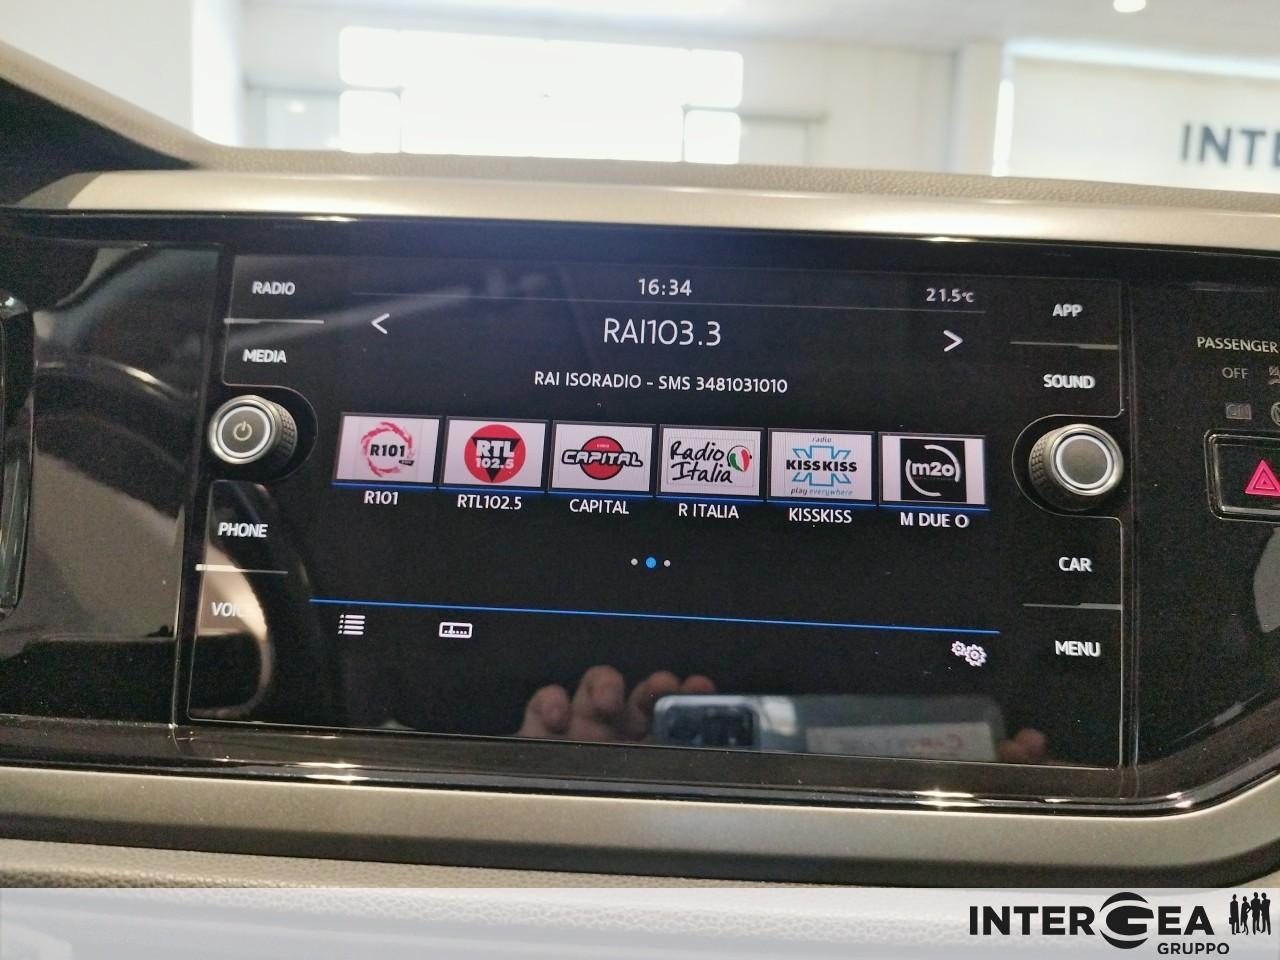 INTE
RADIO
MEDIA
PHONE
16:34
21.5°C
RAI103.3
RAI ISORADIO - SMS 3481031010
R101
RTL
102.5
CAPITAL
Radio
Italia
radio
KISSKISS
play everywhere
m2o
R101
RTL102.5
CAPITAL
R ITALIA
KISSKISS
M DUE O
APP
SOUND
CAR
MENU
PASSENGER
OFF
INTERGEA
GRUPPO